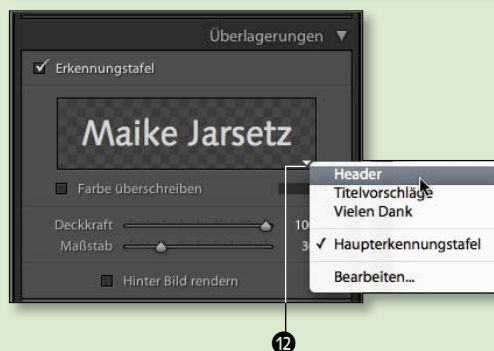 Überlagerungen ▼
Erkennungstafel
Maike Jarsetz
Farbe überschreiben
Deckkraft
Maßstab
Hinter Bild rendern
Header
Titelvorschläge
Vielen Dank
✓ Haupterkennungstafel
Bearbeiten...
12